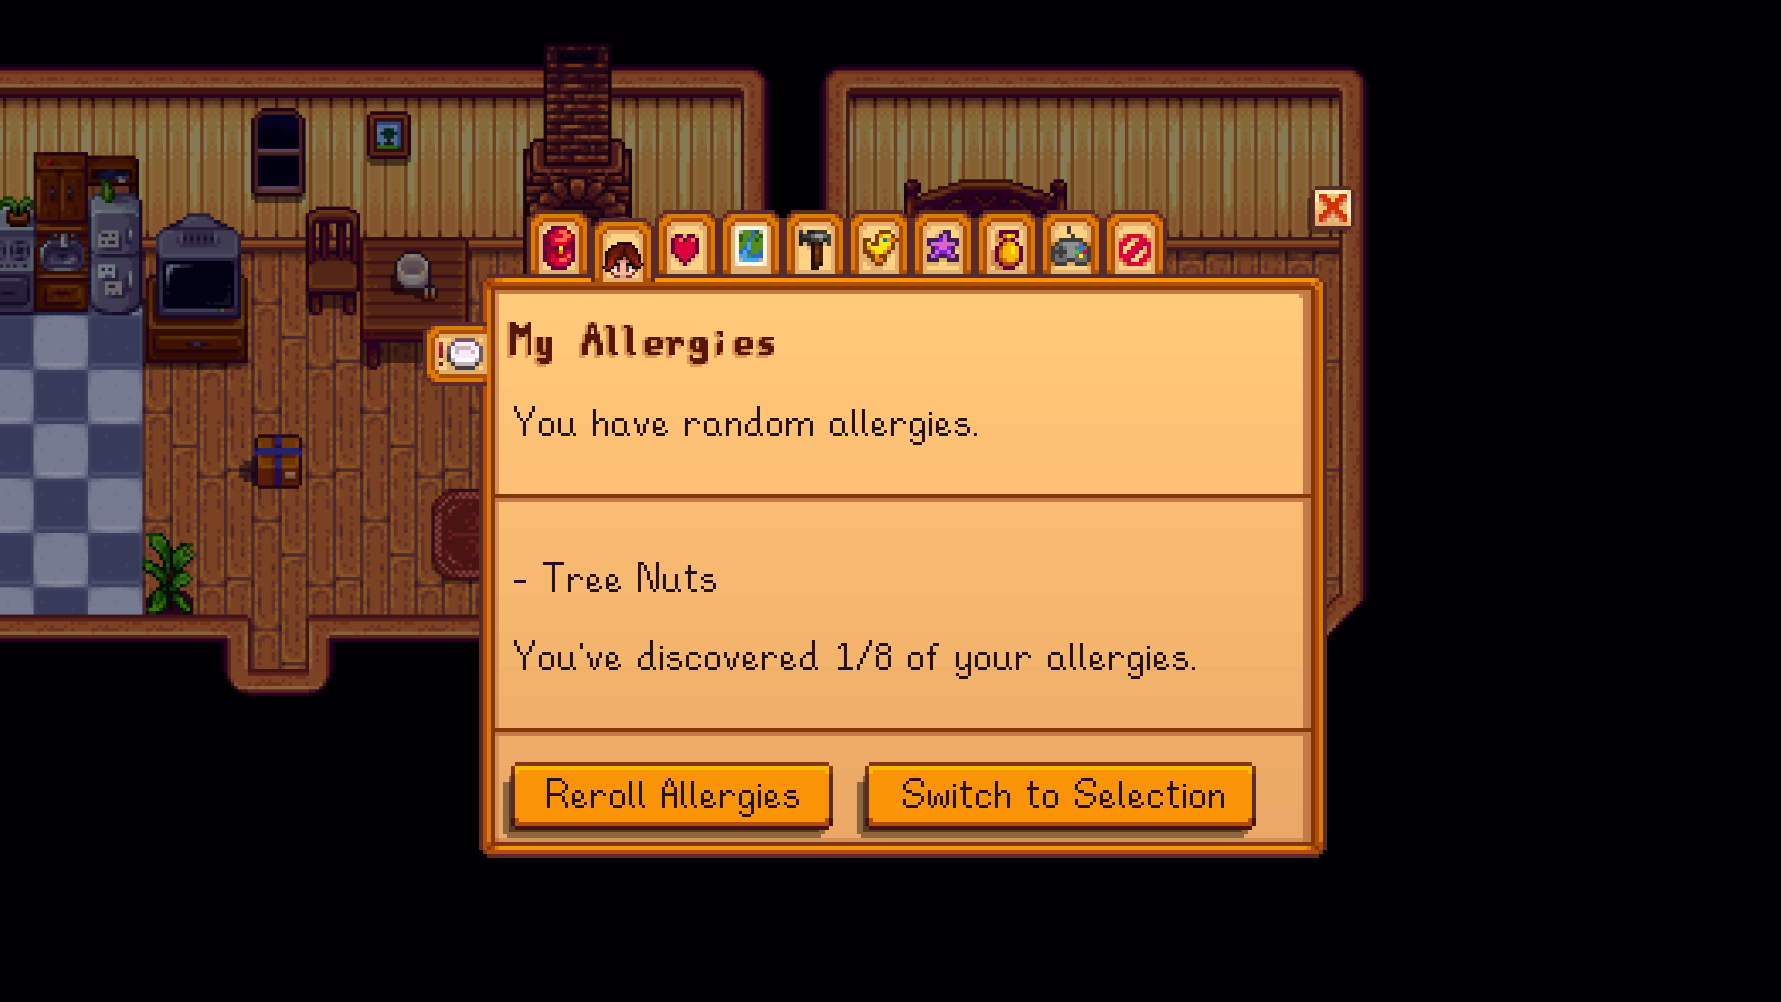 My Allergies
You have random allergies.
- Tree Nuts
You've discovered 1/8 of your allergies.
Reroll Allergies
Switch to Selection